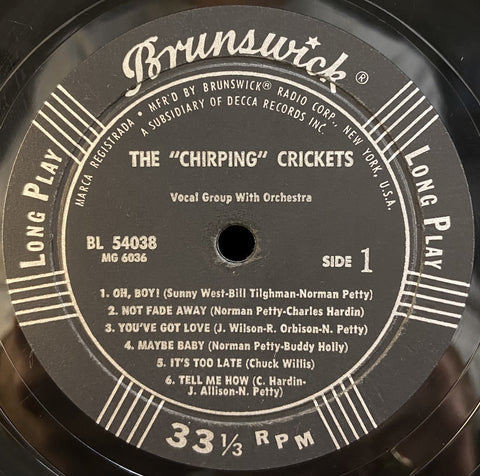 Brunswick®
MARCA REGISTRADA • MFR'D BY BRUNSWICK® RADIO CORP., NEW YORK, U.S.A.
A SUBSIDIARY OF DECCA RECORDS INC.
LONG PLAY
LONG PLAY
THE "CHIRPING" CRICKETS
Vocal Group With Orchestra
BL 54038
MG 6036
SIDE 1
1. OH, BOY! (Sunny West-Bill Tilghman-Norman Petty)
2. NOT FADE AWAY (Norman Petty-Charles Hardin)
3. YOU'VE GOT LOVE (J. Wilson-R. Orbison-N. Petty)
4. MAYBE BABY (Norman Petty-Buddy Holly)
5. IT'S TOO LATE (Chuck Willis)
6. TELL ME HOW (C. Hardin-
J. Allison-N. Petty)
33 1/3 RPM